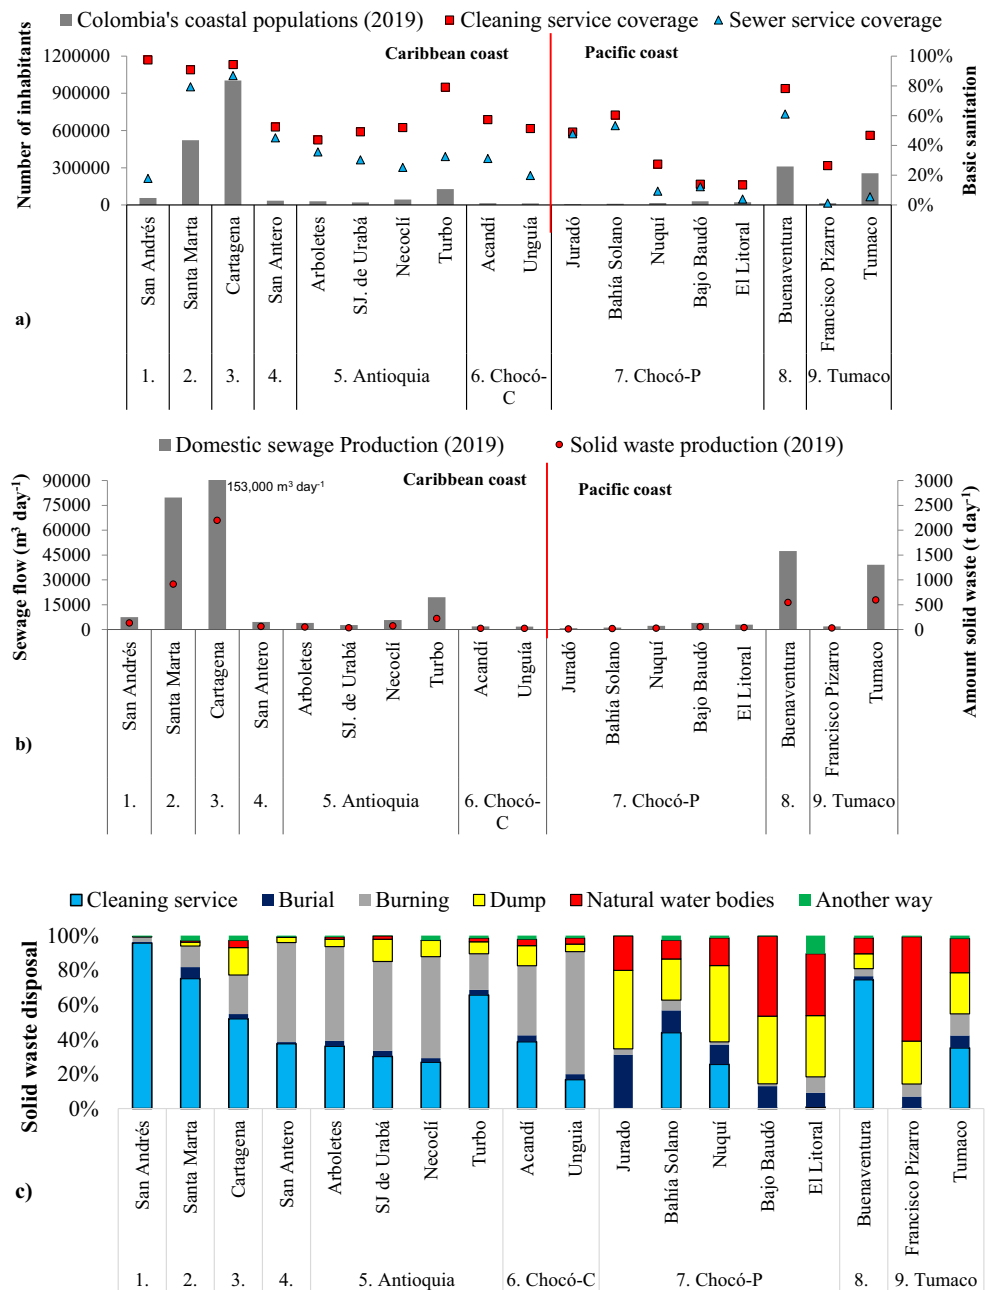 Colombia's coastal populations (2019) Cleaning service coverage Sewer service coverage
Number of inhabitants
Caribbean coast Pacific coast
1200000 100%
900000 80%
600000 60%
300000 40%
0 20%
0%
Basic sanitation
San Andrés Santa Marta Cartagena San Antero Arboletes SJ. de Urabá Necoclí Turbo Acandí Unguía Juradó Bahía Solano Nuquí Bajo Baudó El Litoral Buenaventura Francisco Pizarro Tumaco
a)
1. 2. 3. 4. 5. Antioquia 6. Chocó- 7. Chocó-P 8. 9. Tumaco
C
Domestic sewage Production (2019) Solid waste production (2019)
Sewage flow (m³ day⁻¹)
Caribbean coast Pacific coast
153,000 m³ day⁻¹
90000 3000
75000 2500
60000 2000
45000 1500
30000 1000
15000 500
0 0
Amount solid waste (t day⁻¹)
San Andrés Santa Marta Cartagena San Antero Arboletes SJ. de Urabá Necoclí Turbo Acandí Unguía Juradó Bahía Solano Nuquí Bajo Baudó El Litoral Buenaventura Francisco Pizarro Tumaco
b)
1. 2. 3. 4. 5. Antioquia 6. Chocó- 7. Chocó-P 8. 9. Tumaco
C
Cleaning service Burial Burning Dump Natural water bodies Another way
Solid waste disposal
100%
80%
60%
40%
20%
0%
San Andrés Santa Marta Cartagena San Antero Arboletes SJ de Urabá Necoclí Turbo Acandí Unguia Jurado Bahía Solano Nuquí Bajo Baudó El Litoral Buenaventura Francisco Pizarro Tumaco
c)
1. 2. 3. 4. 5. Antioquia 6. Chocó-C 7. Chocó-P 8. 9. Tumaco